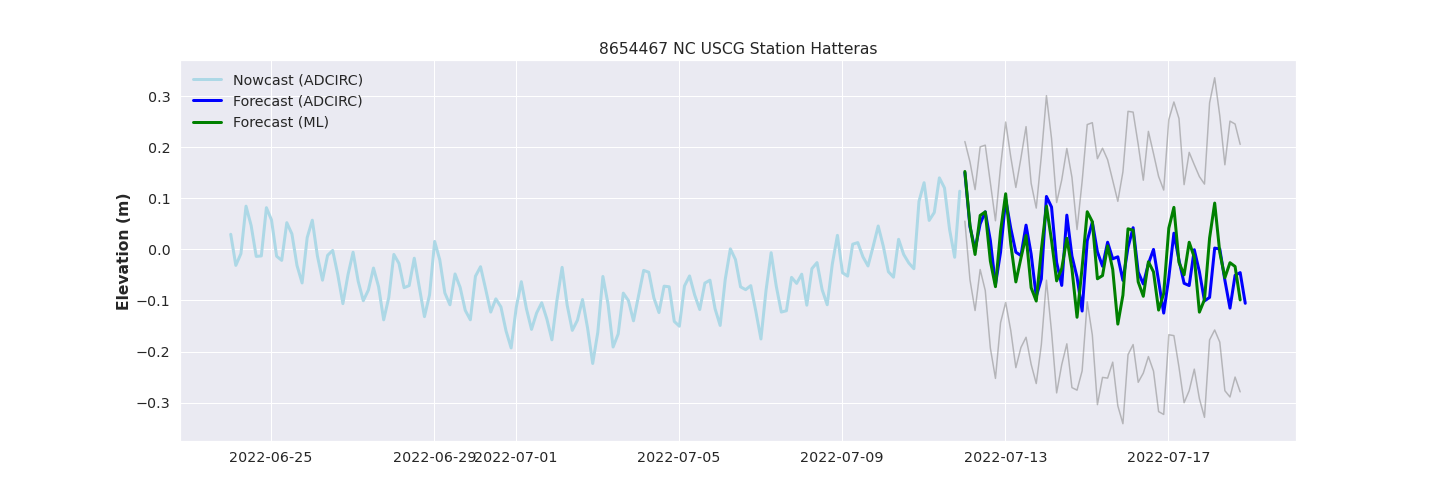 8654467 NC USCG Station Hatteras
Nowcast (ADCIRC)
Forecast (ADCIRC)
Forecast (ML)
Elevation (m)
0.3
0.2
0.1
0.0
−0.1
−0.2
−0.3
2022-06-25
2022-06-29
2022-07-01
2022-07-05
2022-07-09
2022-07-13
2022-07-17